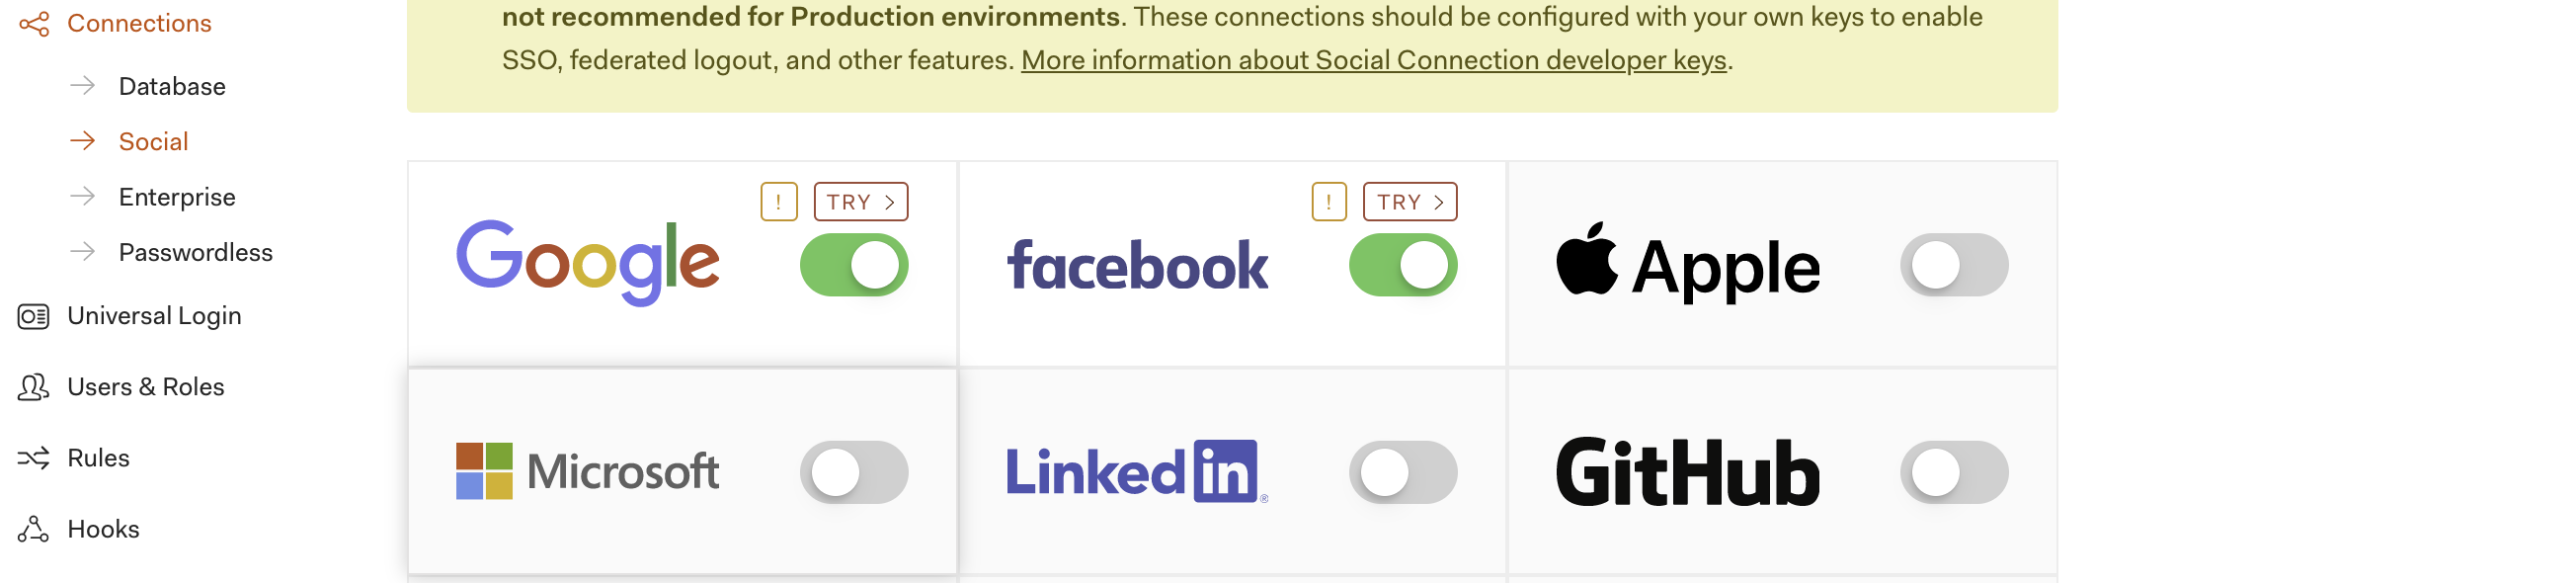 Connections
Database
Social
Enterprise
Passwordless
Universal Login
Users & Roles
Rules
Hooks
not recommended for Production environments. These connections should be configured with your own keys to enable
SSO, federated logout, and other features. More information about Social Connection developer keys.
! TRY >
Google
! TRY >
facebook
Apple
Microsoft
Linked in ®
GitHub